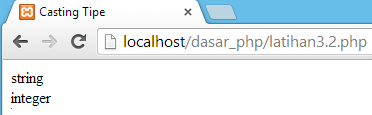 Casting Tipe
localhost/dasar_php/latihan3.2.php
string
integer